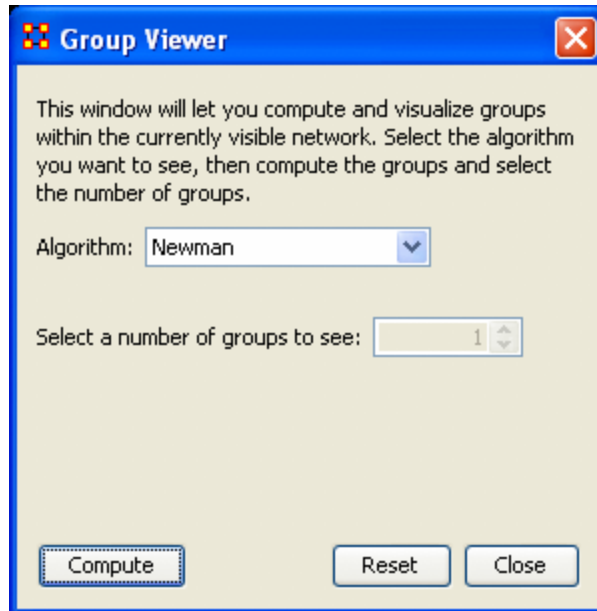 Group Viewer
This window will let you compute and visualize groups
within the currently visible network. Select the algorithm
you want to see, then compute the groups and select
the number of groups.
Algorithm: Newman
Select a number of groups to see: 1
Compute Reset Close